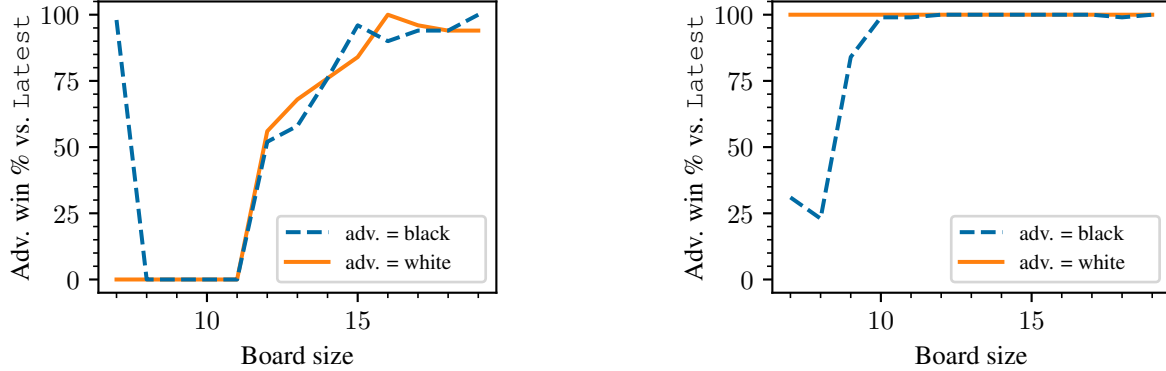 Adv. win % vs. Latest
100
75
50
25
0
10
15
Board size
adv. = black
adv. = white
Adv. win % vs. Latest
100
75
50
25
0
10
15
Board size
adv. = black
adv. = white